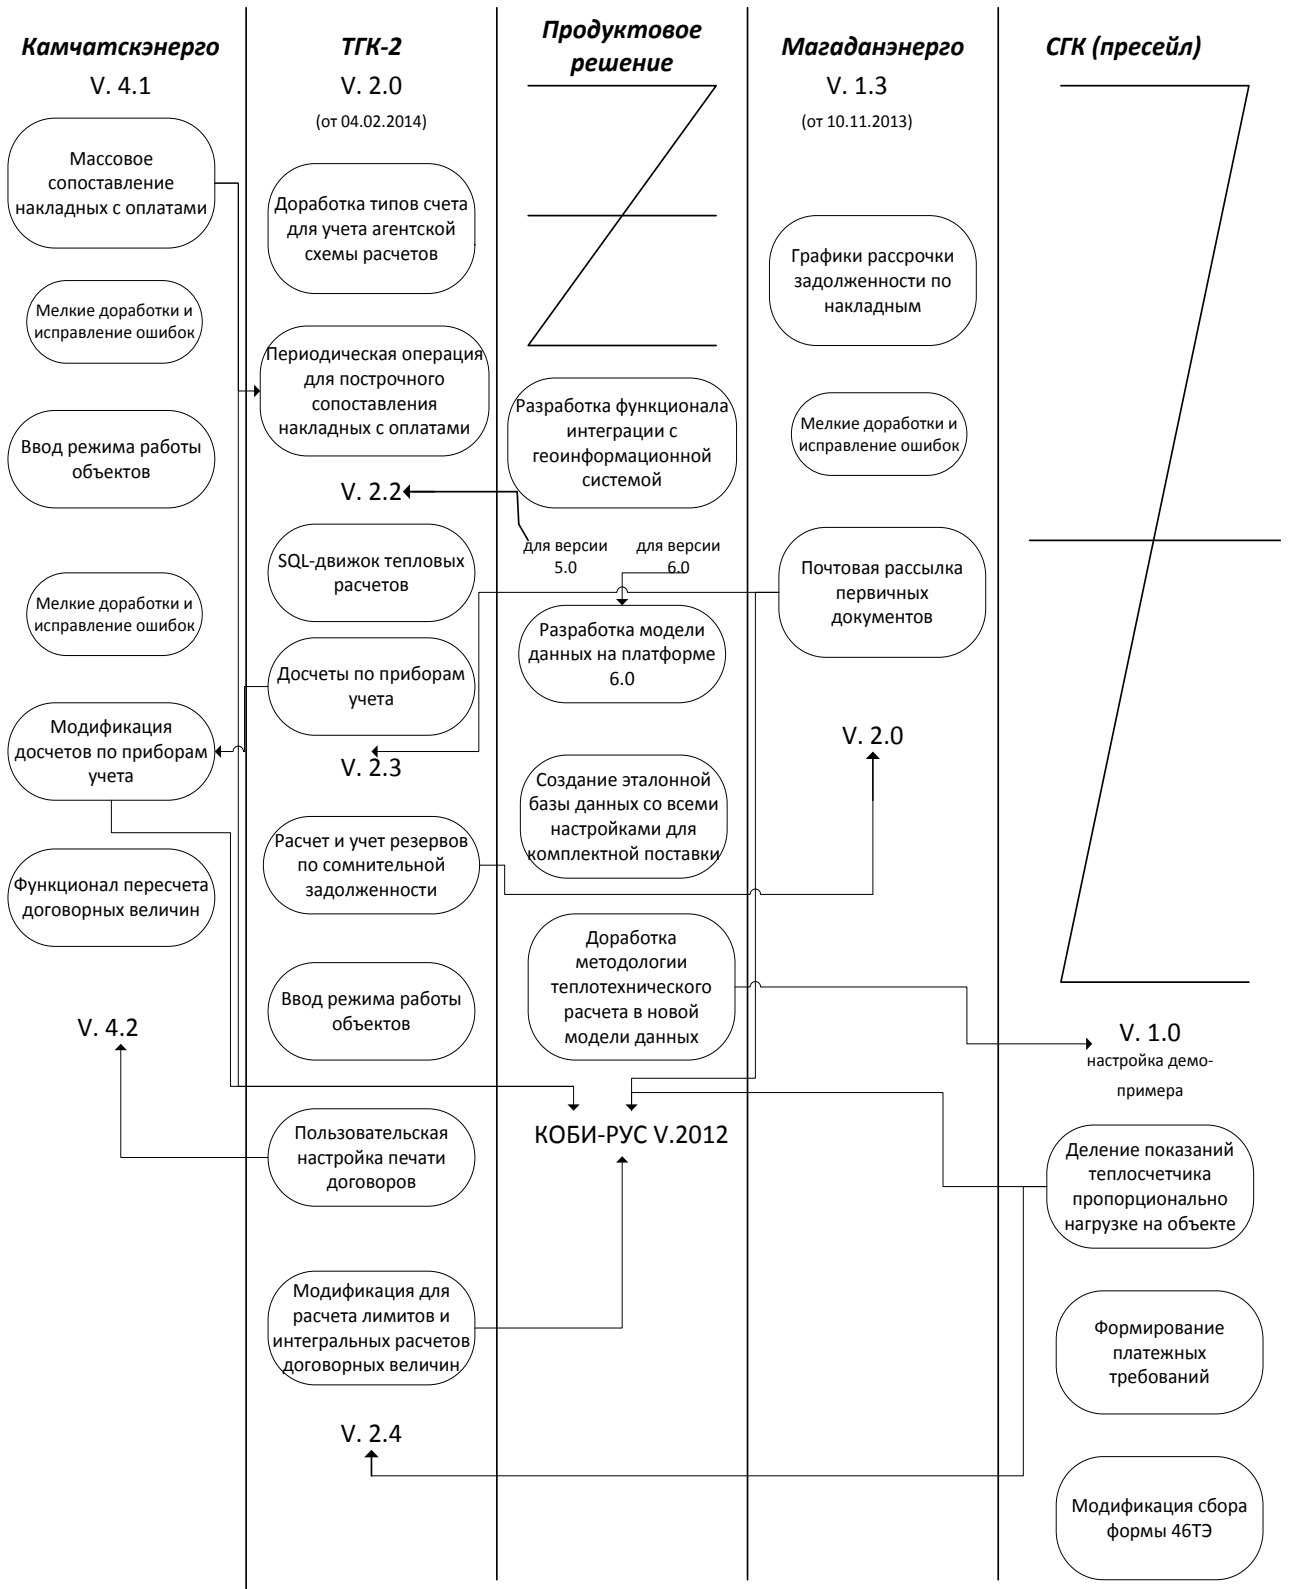 Камчатскэнерго
V. 4.1
Массовое
сопоставление
накладных с оплатами
Мелкие доработки и
исправление ошибок
Ввод режима работы
объектов
Мелкие доработки и
исправление ошибок
Модификация
досчетов по приборам
учета
Функционал пересчета
договорных величин
V. 4.2
ТГК-2
V. 2.0
(от 04.02.2014)
Доработка типов счета
для учета агентской
схемы расчетов
Периодическая операция
для построчного
сопоставления
накладных с оплатами
V. 2.2
SQL-движок тепловых
расчетов
Досчеты по приборам
учета
V. 2.3
Расчет и учет резервов
по сомнительной
задолженности
Ввод режима работы
объектов
Пользовательская
настройка печати
договоров
Модификация для
расчета лимитов и
интегральных расчетов
договорных величин
V. 2.4
Продуктовое
решение
Разработка функционала
интеграции с
геоинформационной
системой
для версии
5.0
для версии
6.0
Разработка модели
данных на платформе
6.0
Создание эталонной
базы данных со всеми
настройками для
комплектной поставки
Доработка
методологии
теплотехнического
расчета в новой
модели данных
КОБИ-РУС V.2012
Магаданэнерго
V. 1.3
(от 10.11.2013)
Графики рассрочки
задолженности по
накладным
Мелкие доработки и
исправление ошибок
Почтовая рассылка
первичных
документов
V. 2.0
СГК (пресейл)
V. 1.0
настройка демо-
примера
Деление показаний
теплосчетчика
пропорционально
нагрузке на объекте
Формирование
платежных
требований
Модификация сбора
формы 46ТЭ